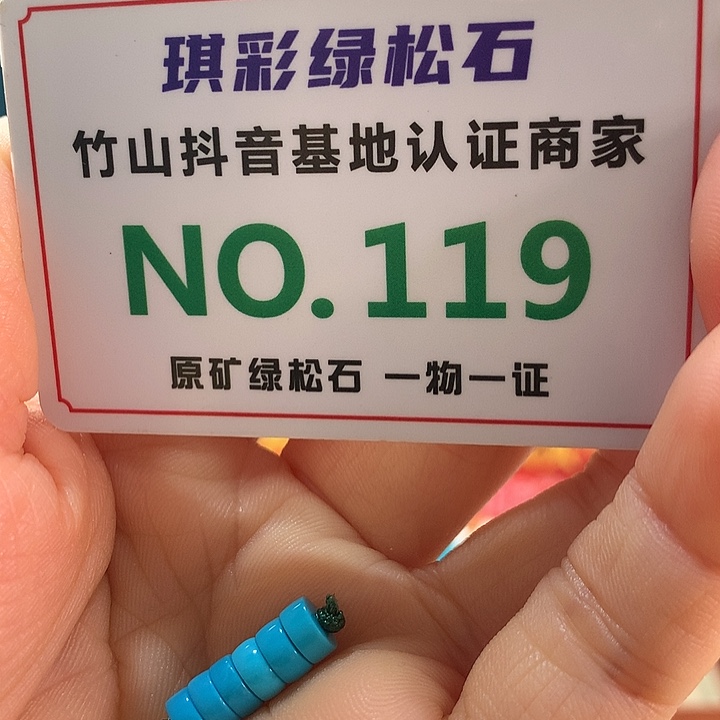 琪彩绿松石
竹山抖音基地认证商家
NO.119
原矿绿松石 一物一证